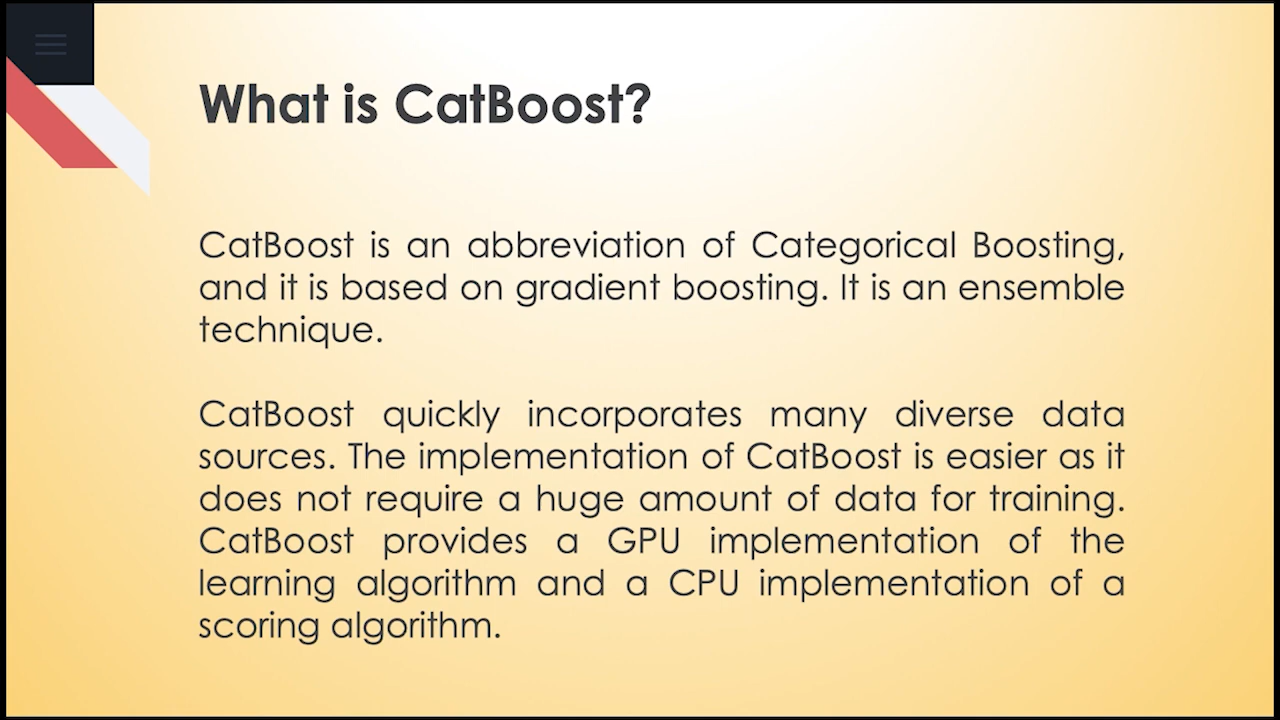 What is CatBoost?
CatBoost is an abbreviation of Categorical Boosting,
and it is based on gradient boosting. It is an ensemble
technique.
CatBoost quickly incorporates many diverse data
sources. The implementation of CatBoost is easier as it
does not require a huge amount of data for training.
CatBoost provides a GPU implementation of the
learning algorithm and a CPU implementation of a
scoring algorithm.